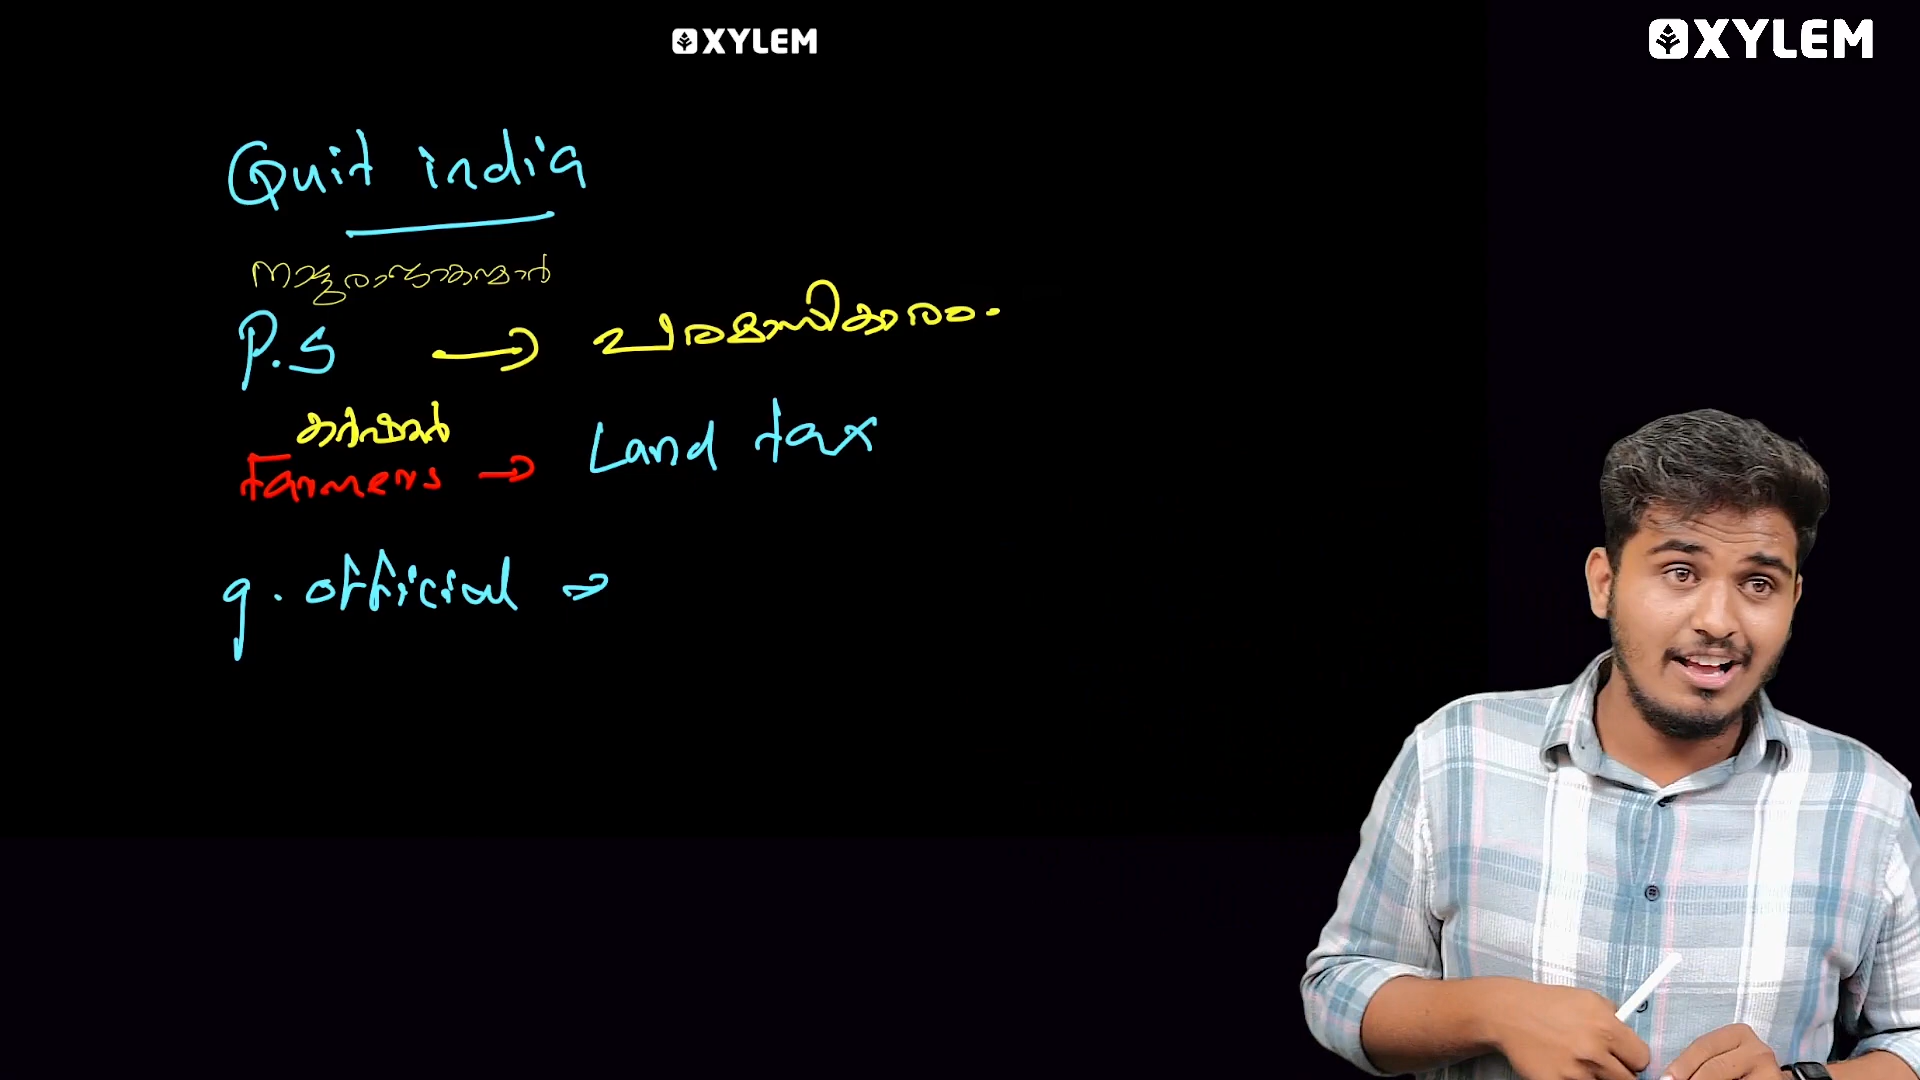 XYLEM
XYLEM
Quit india
നാട്ടുരാജാക്കന്മാർ
P.S → പരമാധികാരം.
കർഷകർ
Farmers → Land tax
g. official →